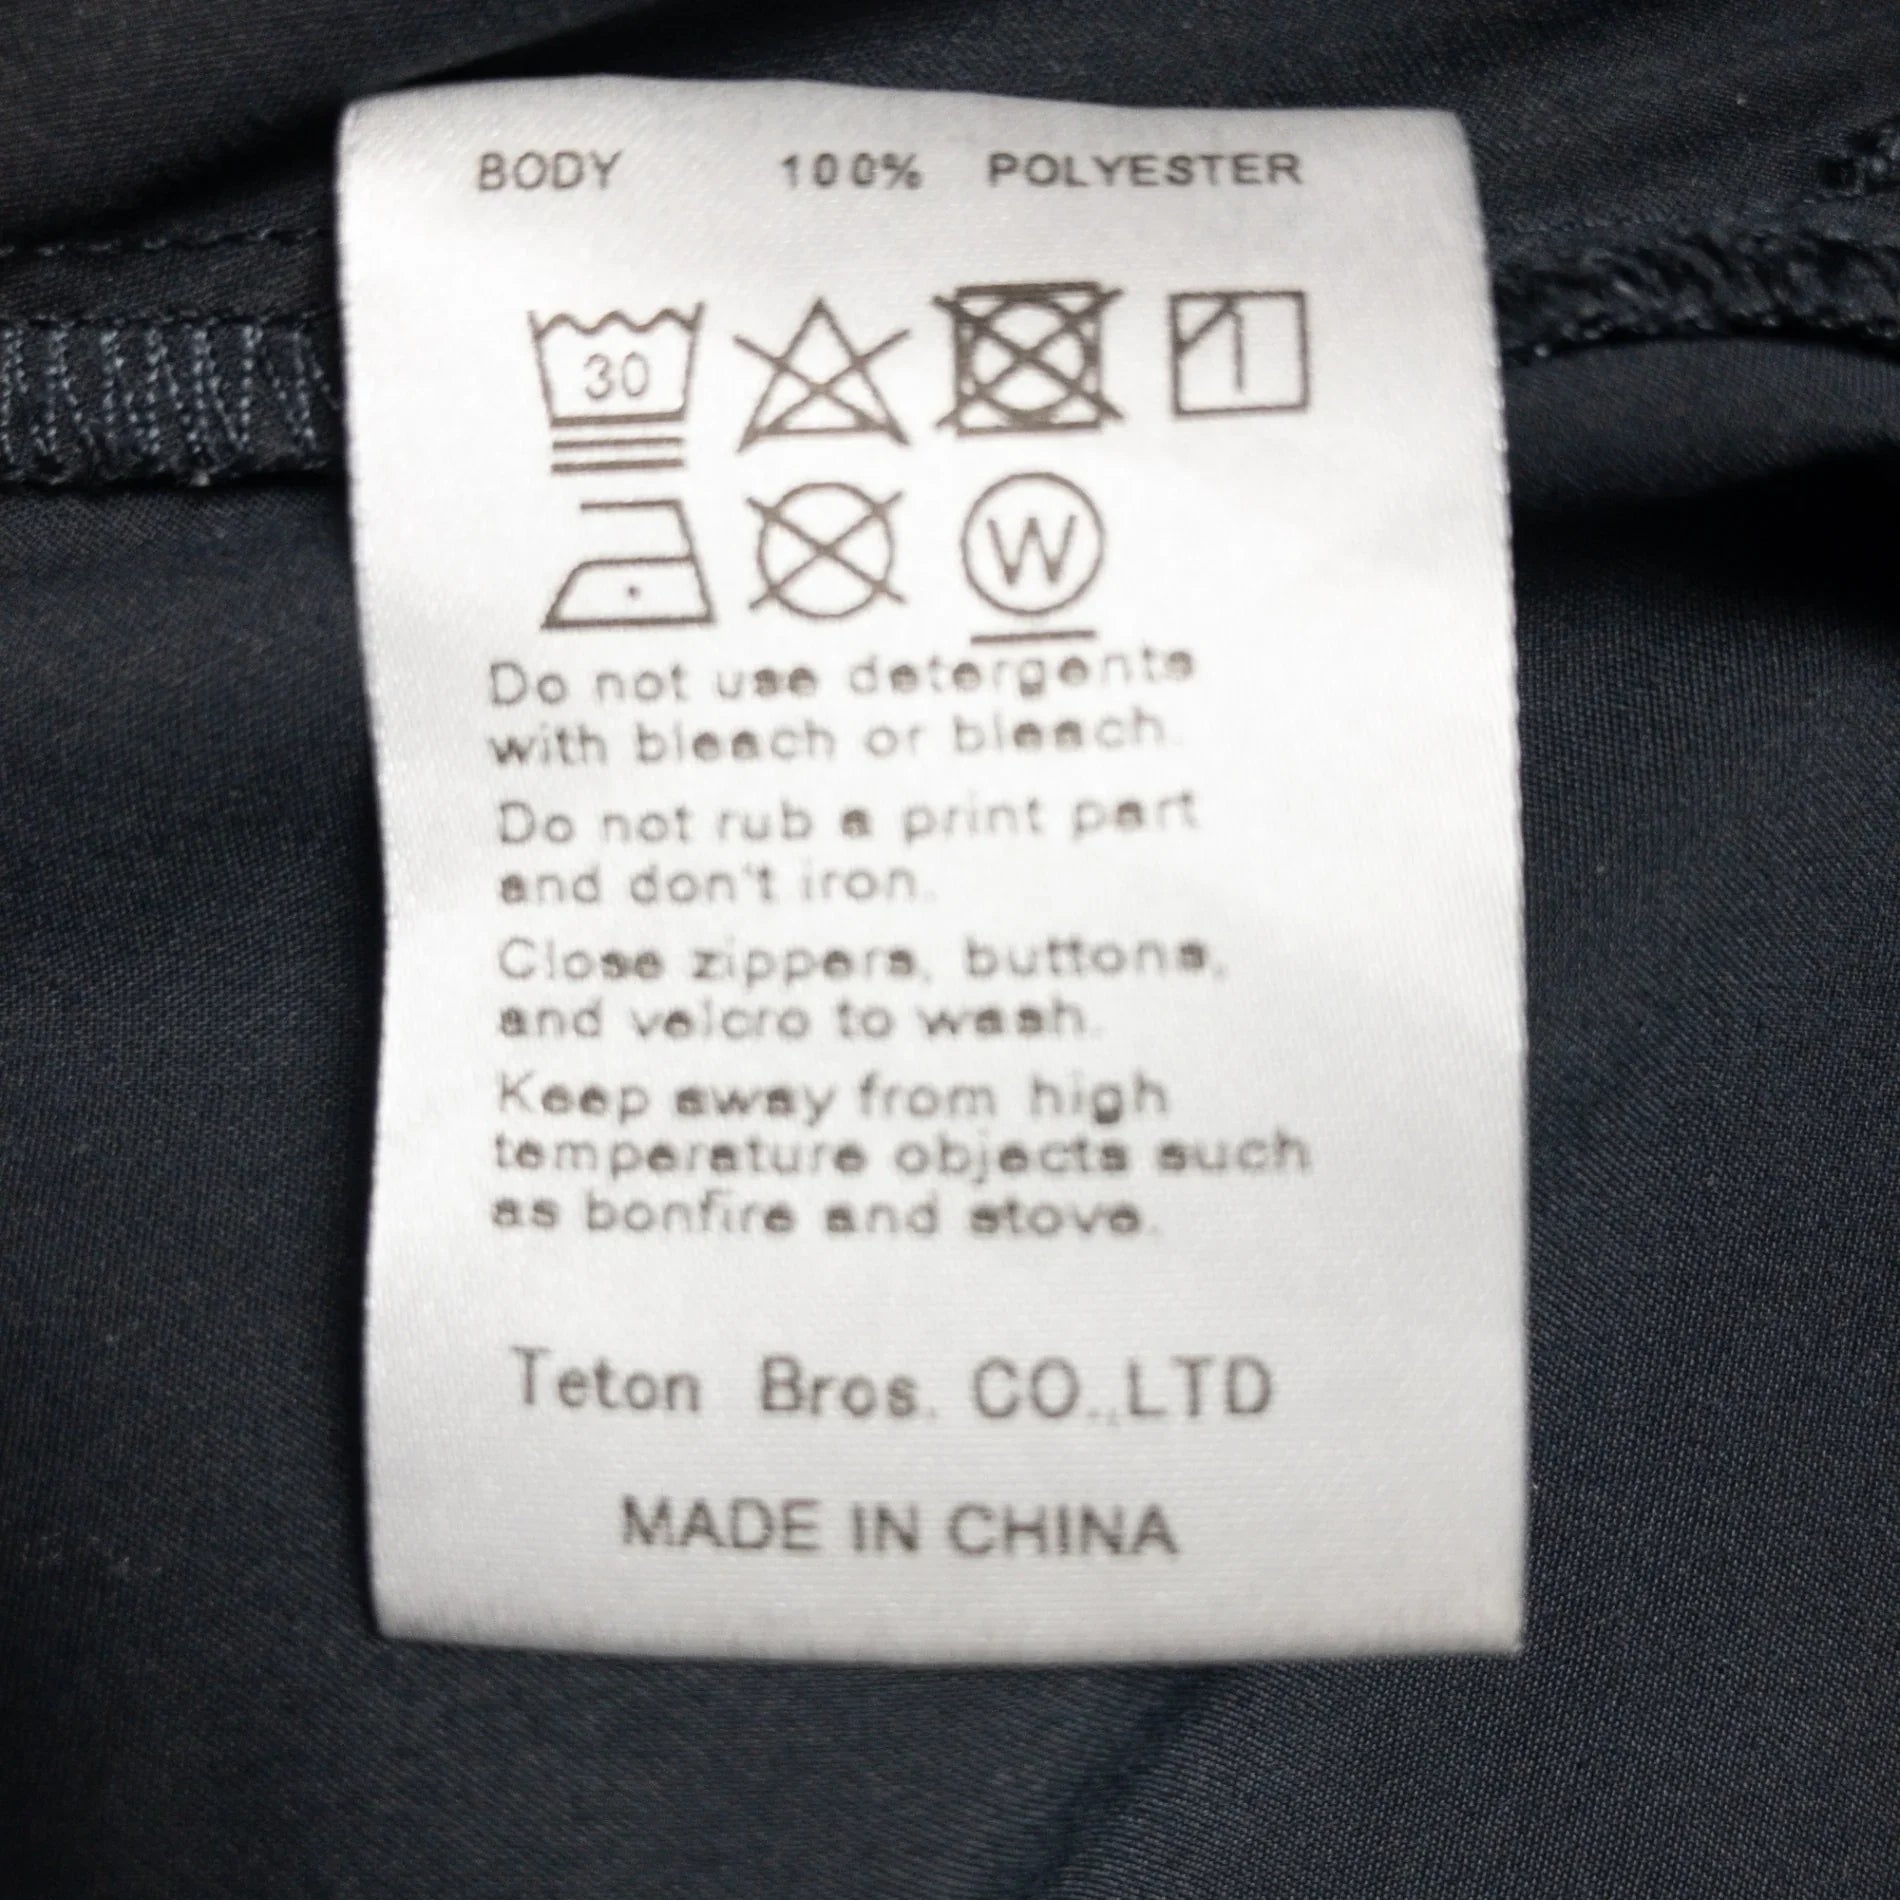 BODY 100% POLYESTER
30
W
Do not use detergents
with bleach or bleach.
Do not rub a print part
and don't iron.
Close zippers, buttons,
and velcro to wash.
Keep away from high
temperature objects such
as bonfire and stove.
Teton Bros. CO.,LTD
MADE IN CHINA